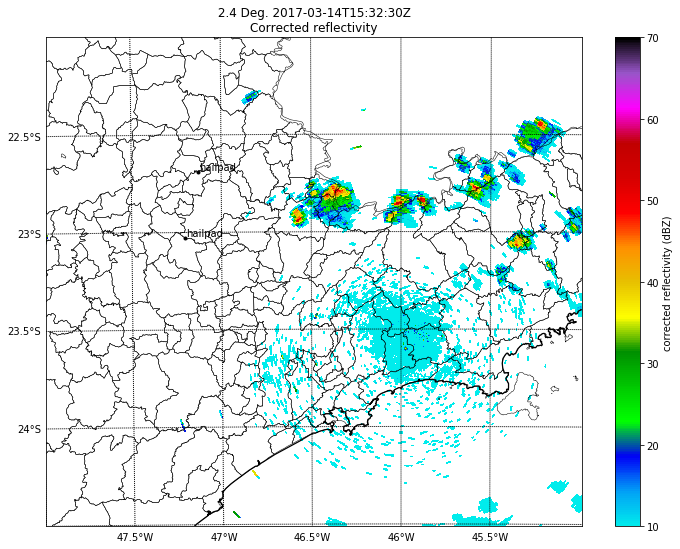 2.4 Deg. 2017-03-14T15:32:30Z
Corrected reflectivity
70
60
50
40
30
20
10
corrected reflectivity (dBZ)
22.5°S
23°S
23.5°S
24°S
hailpad
hailpad
47.5°W
47°W
46.5°W
46°W
45.5°W